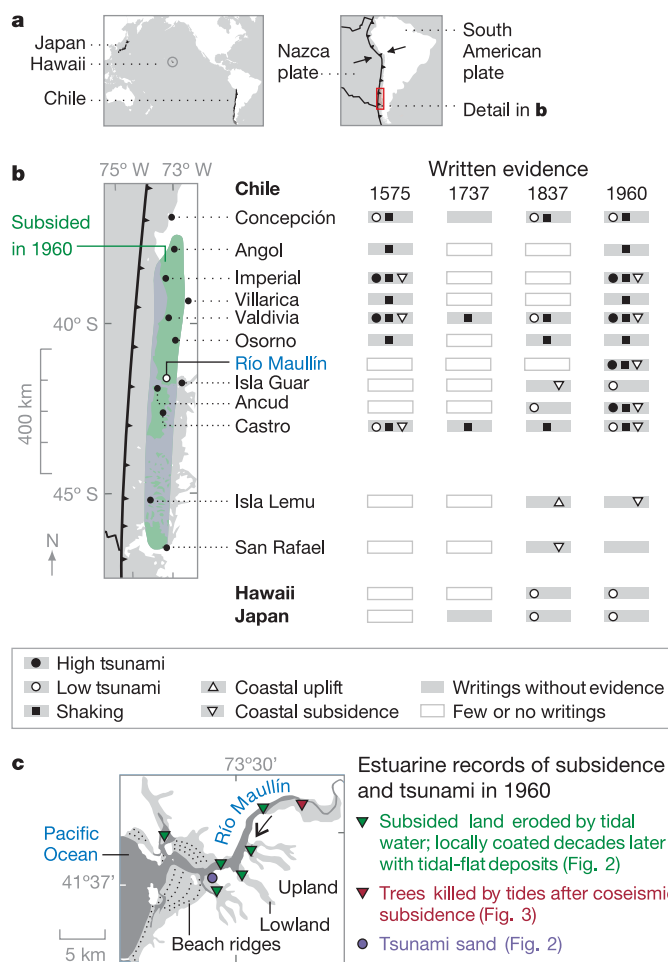 a
Japan
Hawaii
Chile
Nazca
plate
South
American
plate
Detail in b
b
75° W 73° W
Subsided
in 1960
40° S
400 km
45° S
N
Written evidence
Chile 1575 1737 1837 1960
Concepción
Angol
Imperial
Villarica
Valdivia
Osorno
Río Maullín
Isla Guar
Ancud
Castro
Isla Lemu
San Rafael
Hawaii
Japan
High tsunami
Low tsunami Coastal uplift Writings without evidence
Shaking Coastal subsidence Few or no writings
c
73°30'
Pacific
Ocean
41°37'
5 km
Río Maullín
Upland
Lowland
Beach ridges
Estuarine records of subsidence
and tsunami in 1960
Subsided land eroded by tidal
water; locally coated decades later
with tidal-flat deposits (Fig. 2)
Trees killed by tides after coseismic
subsidence (Fig. 3)
Tsunami sand (Fig. 2)